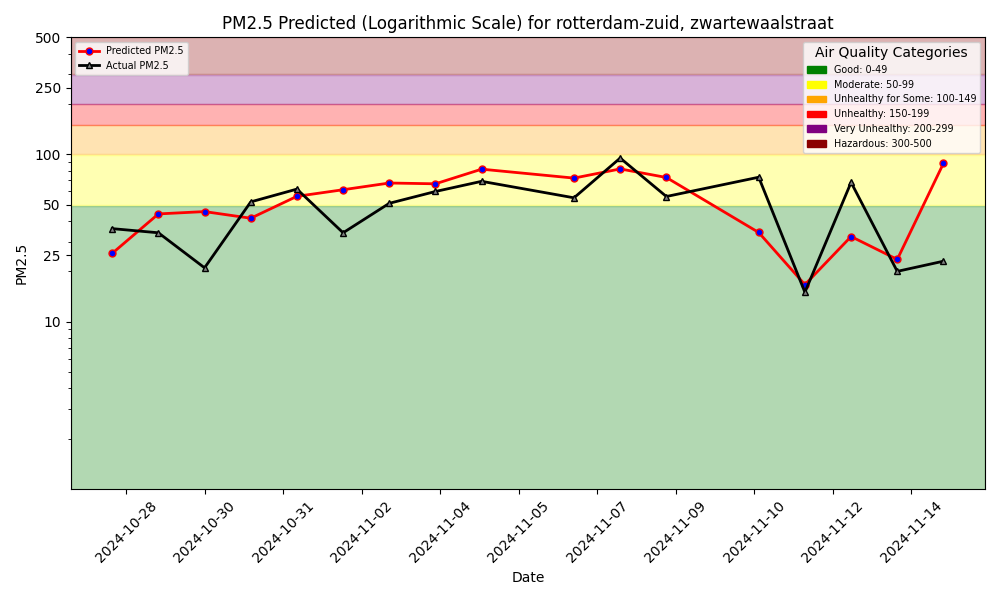 PM2.5 Predicted (Logarithmic Scale) for rotterdam-zuid, zwartewaalstraat
Predicted PM2.5
Actual PM2.5
Air Quality Categories
Good: 0-49
Moderate: 50-99
Unhealthy for Some: 100-149
Unhealthy: 150-199
Very Unhealthy: 200-299
Hazardous: 300-500
500
250
100
50
25
10
PM2.5
2024-10-28
2024-10-30
2024-10-31
2024-11-02
2024-11-04
2024-11-05
2024-11-07
2024-11-09
2024-11-10
2024-11-12
2024-11-14
Date